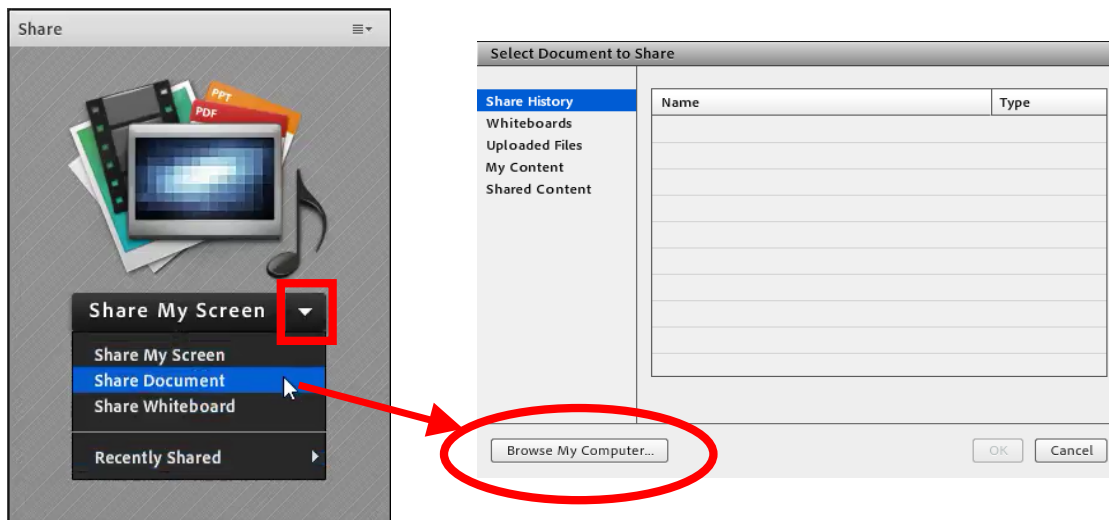 Share
PPT
PDF
Share My Screen
Share My Screen
Share Document
Share Whiteboard
Recently Shared
Select Document to Share
Share History
Whiteboards
Uploaded Files
My Content
Shared Content
Name Type
Browse My Computer... OK Cancel